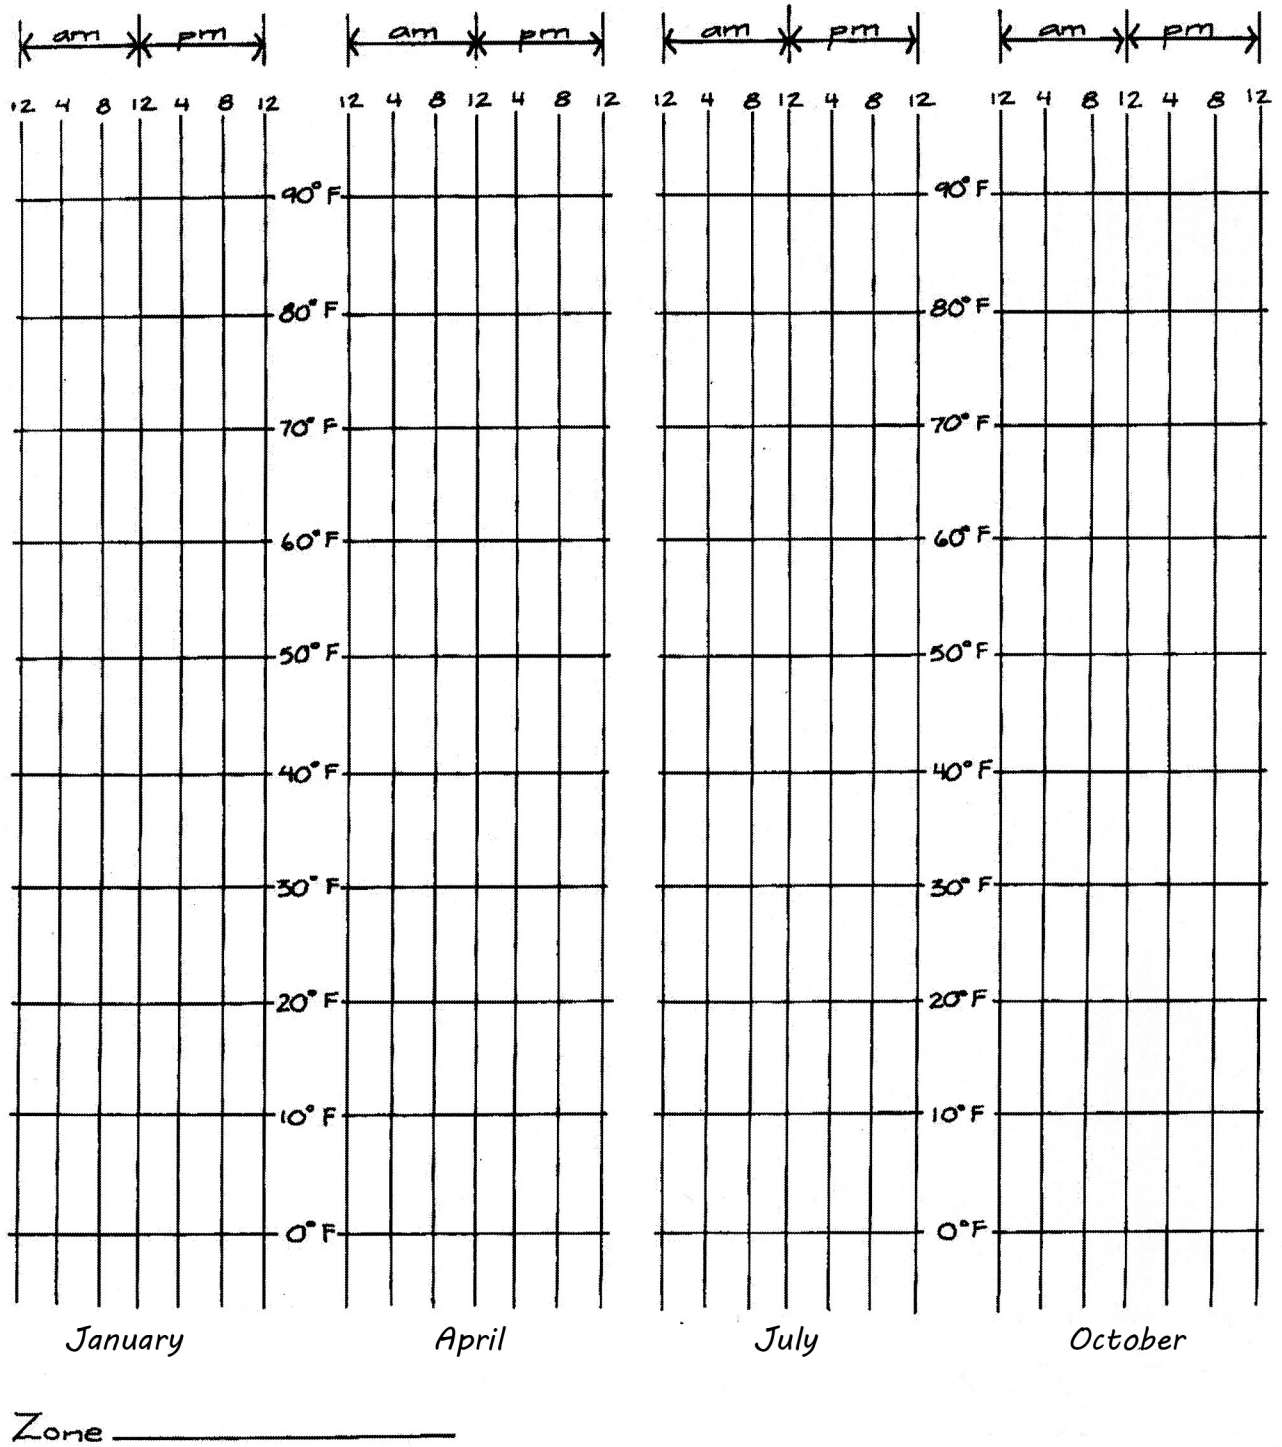 am pm am pm am pm am pm
12 4 8 12 4 8 12 12 4 8 12 4 8 12 12 4 8 12 4 8 12 12 4 8 12 4 8 12
90° F 90° F
80° F 80° F
70° F 70° F
60° F 60° F
50° F 50° F
40° F 40° F
30° F 30° F
20° F 20° F
10° F 10° F
0° F 0° F
January April July October
Zone